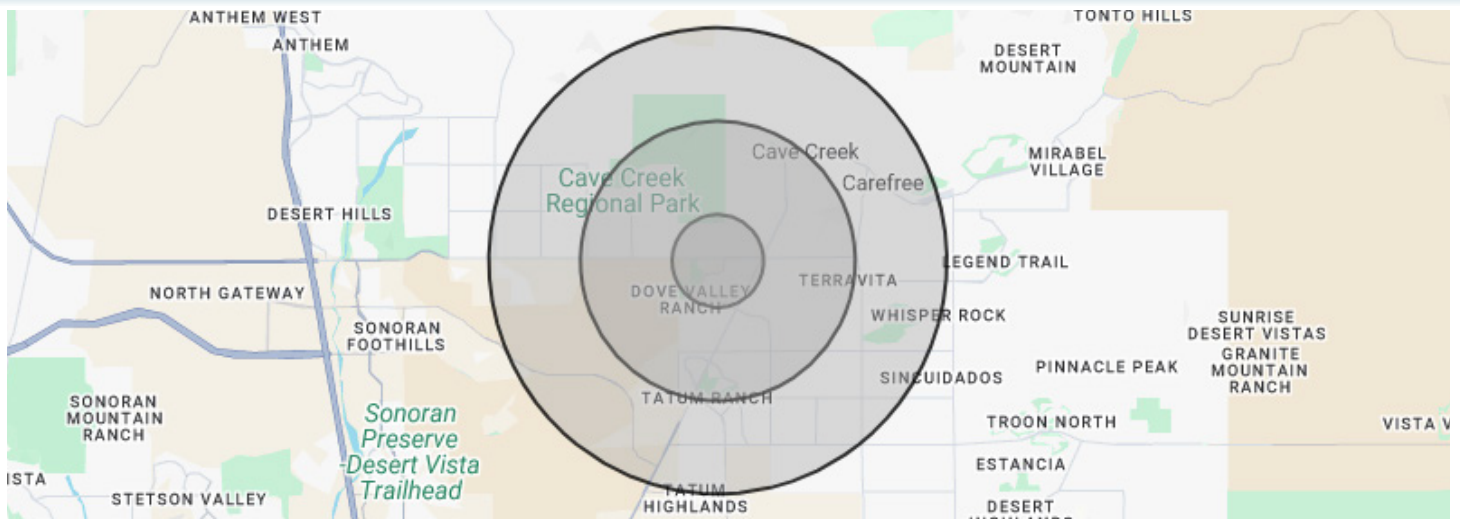 ANTHEM WEST
ANTHEM
TONTO HILLS
DESERT
MOUNTAIN
Cave Creek
MIRABEL
VILLAGE
Cave Creek
Regional Park
Carefree
DESERT HILLS
LEGEND TRAIL
TERRAVITA
NORTH GATEWAY
DOVE VALLEY
RANCH
WHISPER ROCK
SONORAN
FOOTHILLS
SUNRISE
DESERT VISTAS
GRANITE
MOUNTAIN
RANCH
PINNACLE PEAK
SINCUIDADOS
TATUM RANCH
SONORAN
MOUNTAIN
RANCH
Sonoran
Preserve
-Desert Vista
Trailhead
TROON NORTH
VISTA V
ESTANCIA
ISTA
STETSON VALLEY
TATUM
HIGHLANDS
DESERT
HIGHLANDS